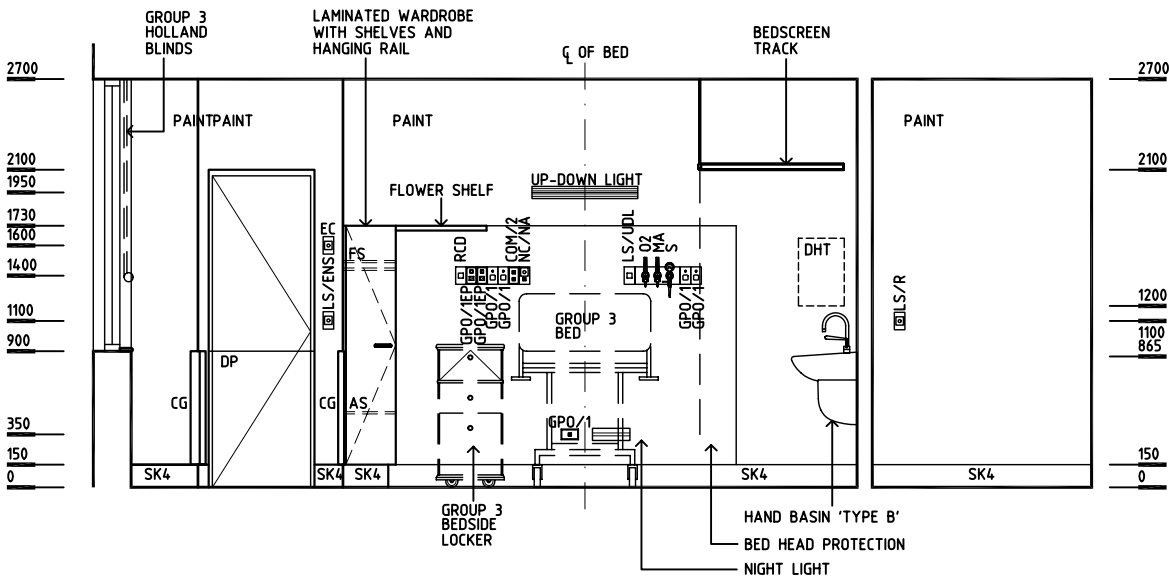 GROUP 3
HOLLAND
BLINDS
LAMINATED WARDROBE
WITH SHELVES AND
HANGING RAIL
℄ OF BED
BEDSCREEN
TRACK
2700
2100
1950
1730
1600
1400
1100
900
350
150
0
PAINT
PAINT
PAINT
PAINT
UP-DOWN LIGHT
FLOWER SHELF
EC
LS/ENS
FS
RCD
COM/2
NC/NA
GPO/1EP
GPO/1EP
GPO/1
GPO/1
LS/UDL
O2
MA
S
GPO/1
GPO/1
GROUP 3
BED
DHT
LS/R
DP
CG
CG
AS
GPO/1
SK4
SK4
SK4
SK4
SK4
GROUP 3
BEDSIDE
LOCKER
HAND BASIN 'TYPE B'
BED HEAD PROTECTION
NIGHT LIGHT
2700
2100
1200
1100
865
150
0